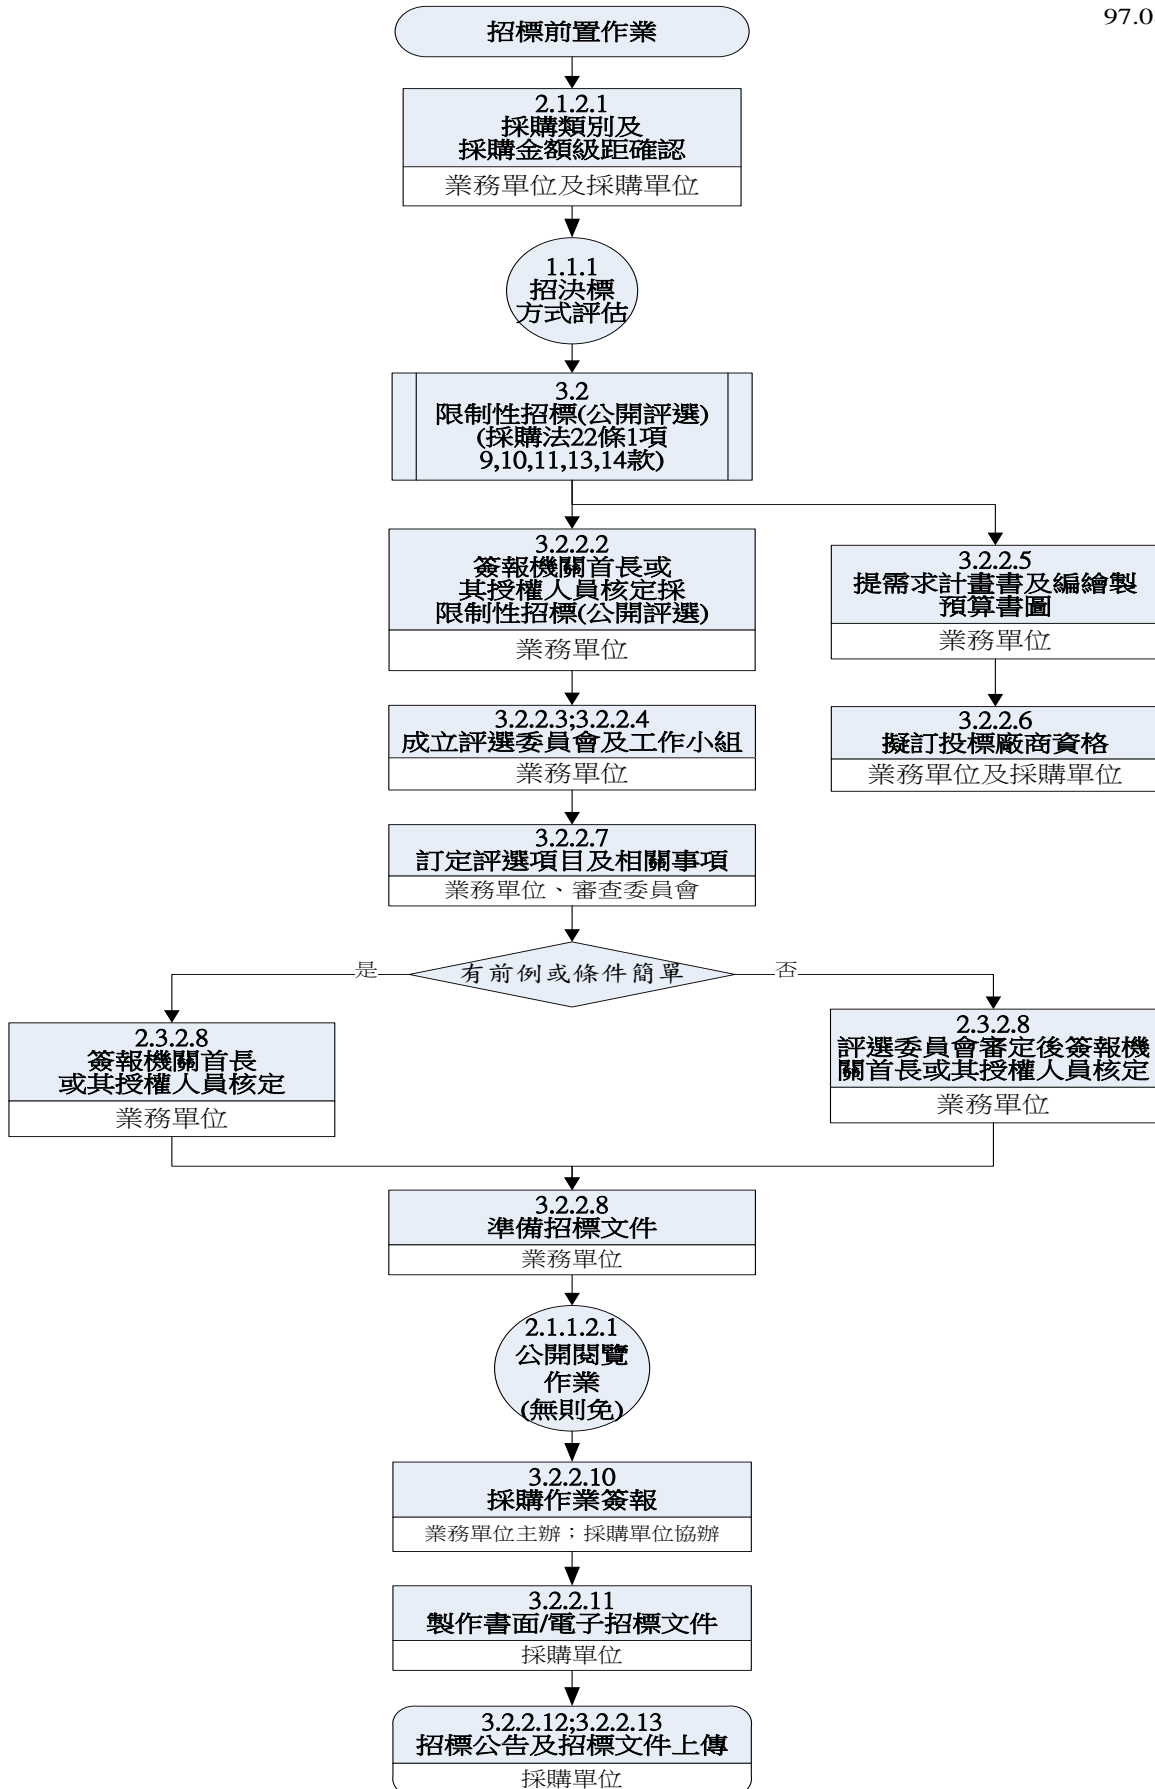 97.0
招標前置作業
2.1.2.1
採購類別及
採購金額級距確認
業務單位及採購單位
1.1.1
招決標
方式評估
3.2
限制性招標(公開評選)
(採購法22條1項
9,10,11,13,14款)
3.2.2.2
簽報機關首長或
其授權人員核定採
限制性招標(公開評選)
業務單位
3.2.2.5
提需求計畫書及編繪製
預算書圖
業務單位
3.2.2.3;3.2.2.4
成立評選委員會及工作小組
業務單位
3.2.2.6
擬訂投標廠商資格
業務單位及採購單位
3.2.2.7
訂定評選項目及相關事項
業務單位、審查委員會
有前例或條件簡單
是
否
2.3.2.8
簽報機關首長
或其授權人員核定
業務單位
2.3.2.8
評選委員會審定後簽報機
關首長或其授權人員核定
業務單位
3.2.2.8
準備招標文件
業務單位
2.1.1.2.1
公開閱覽
作業
(無則免)
3.2.2.10
採購作業簽報
業務單位主辦；採購單位協辦
3.2.2.11
製作書面/電子招標文件
採購單位
3.2.2.12;3.2.2.13
招標公告及招標文件上傳
採購單位